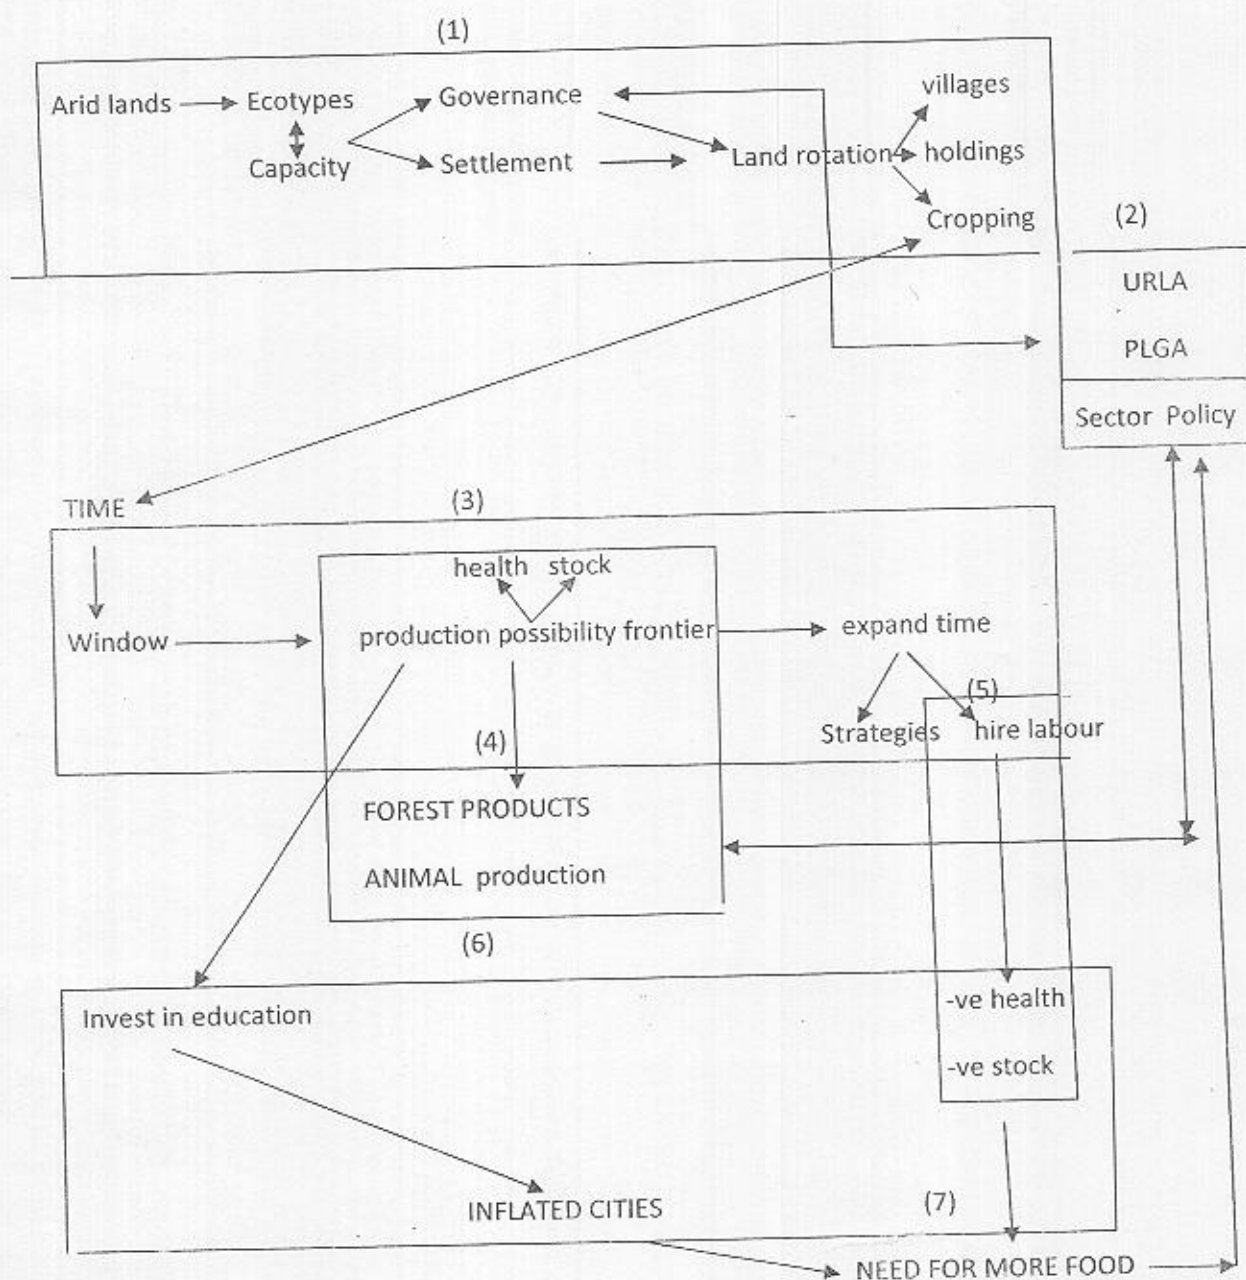 (1)
villages
Arid lands Ecotypes Governance
Capacity Settlement Land rotation holdings
Cropping
(2)
URLA
PLGA
Sector Policy
TIME
(3)
health stock
Window production possibility frontier expand time
(5)
Strategies hire labour
(4)
FOREST PRODUCTS
ANIMAL production
(6)
Invest in education
-ve health
-ve stock
INFLATED CITIES
(7)
NEED FOR MORE FOOD